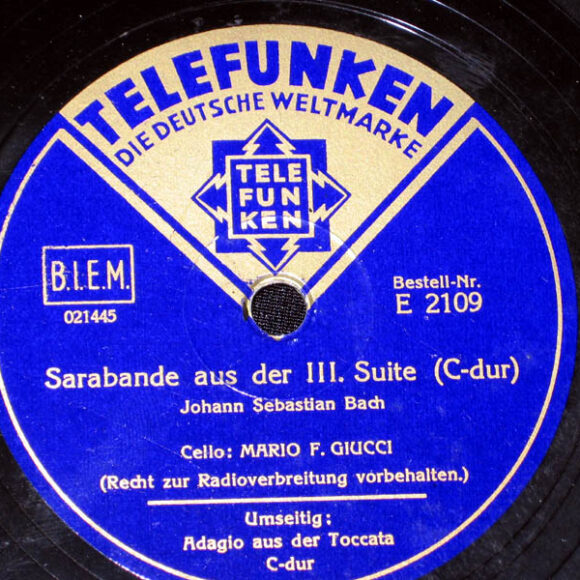 TELEFUNKEN
DIE DEUTSCHE WELTMARKE
TELE
FUN
KEN
B.I.E.M.
021445
Bestell-Nr.
E 2109
Sarabande aus der III. Suite (C-dur)
Johann Sebastian Bach
Cello: MARIO F. GIUCCI
(Recht zur Radioverbreitung vorbehalten.)
Umseitig:
Adagio aus der Toccata
C-dur